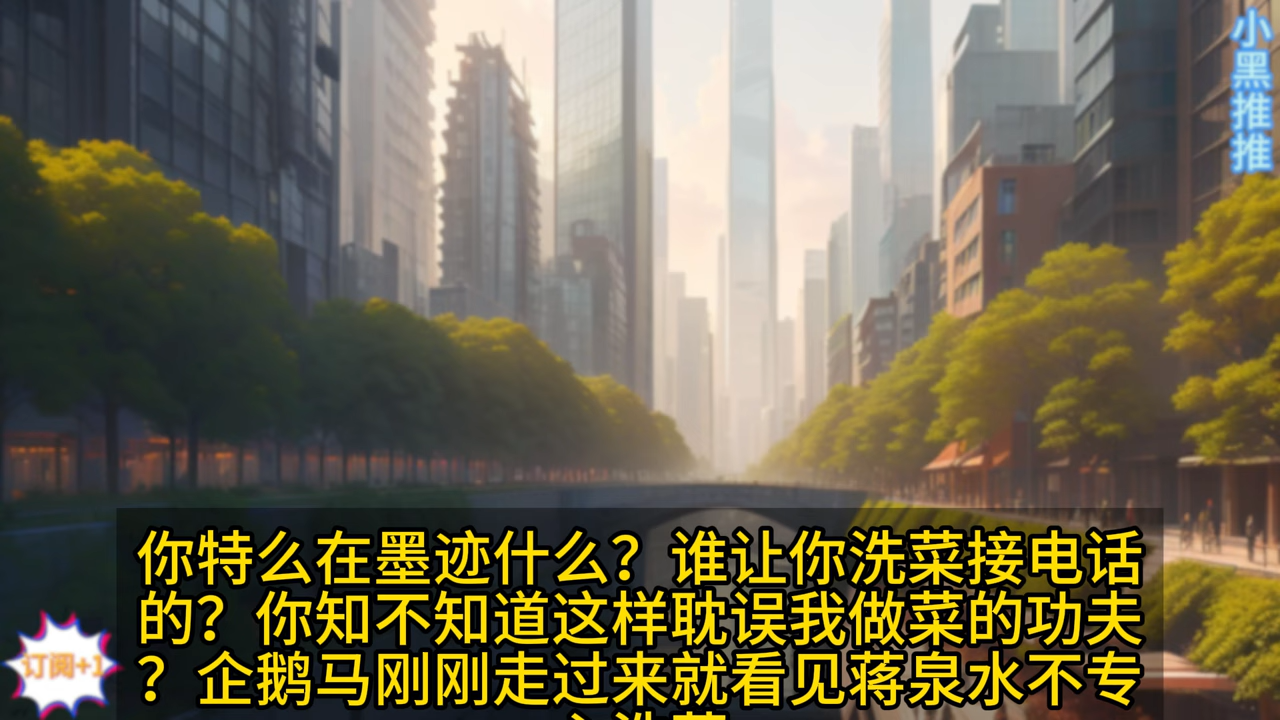 小黑推推
你特么在墨迹什么？谁让你洗菜接电话
的？你知不知道这样耽误我做菜的功夫
？企鹅马刚刚走过来就看见蒋泉水不专
订阅+1